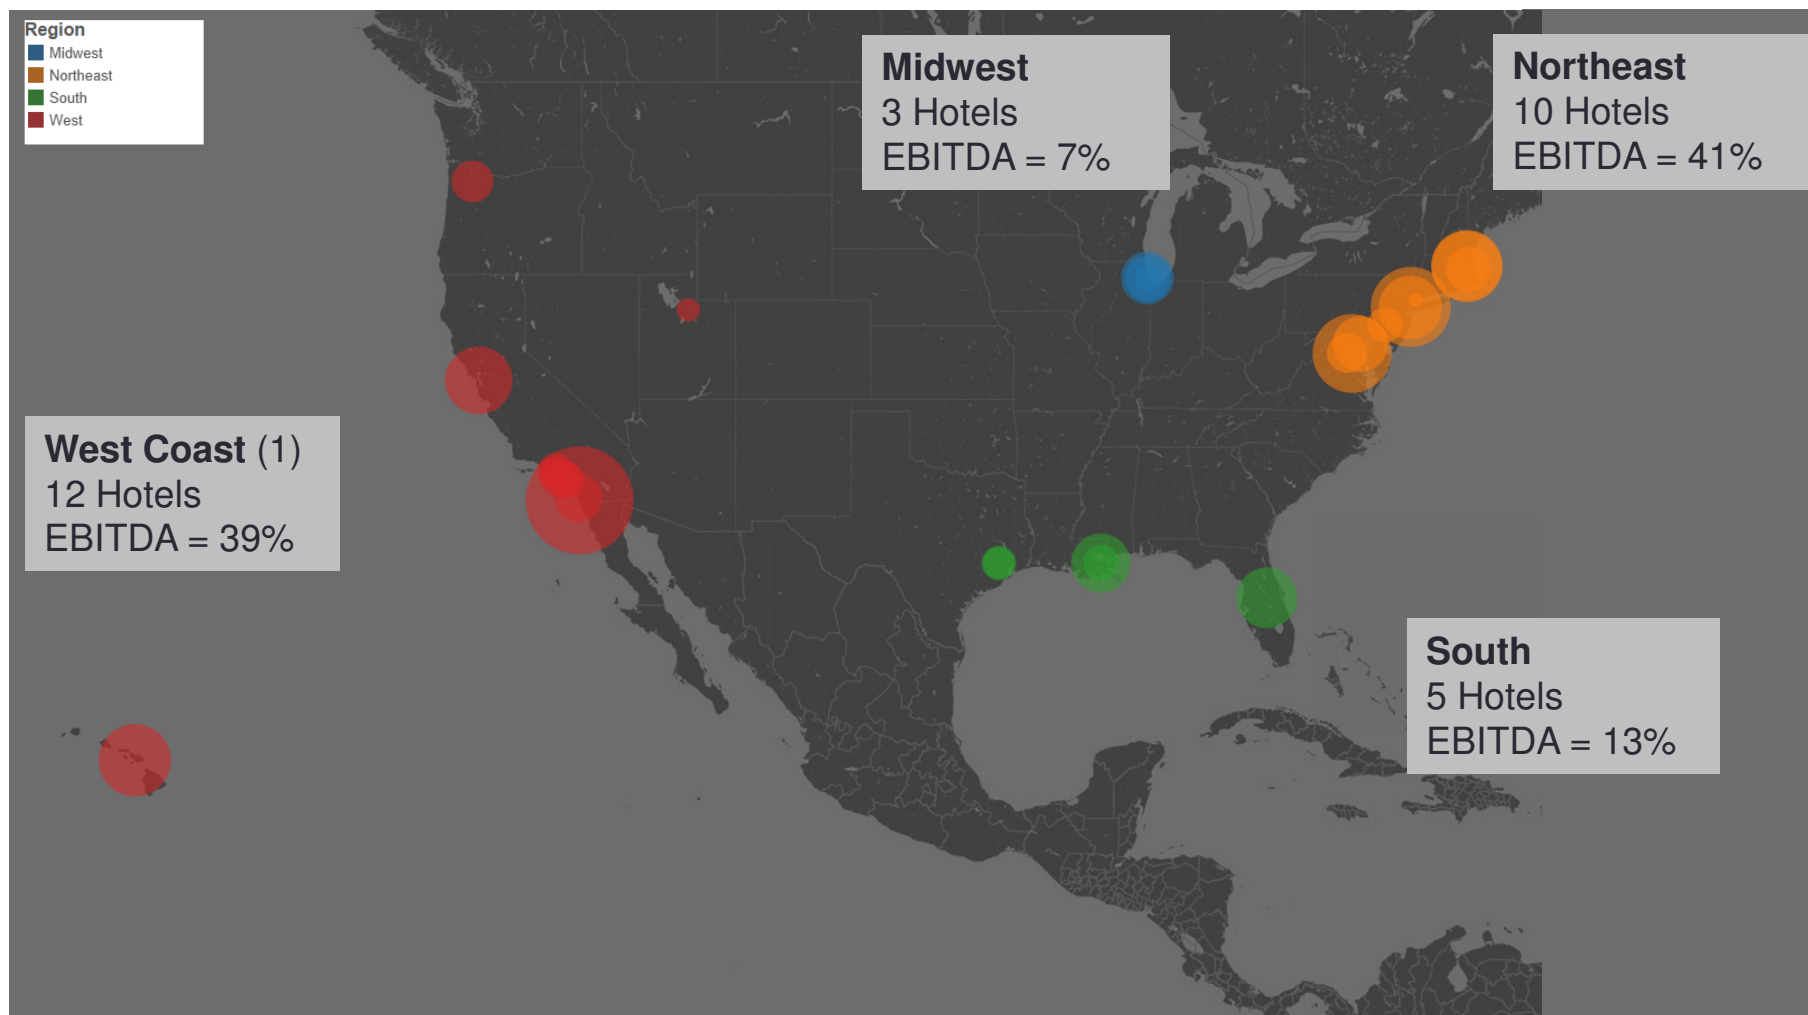 Region
Midwest
Northeast
South
West
Midwest
3 Hotels
EBITDA = 7%
Northeast
10 Hotels
EBITDA = 41%
West Coast (1)
12 Hotels
EBITDA = 39%
South
5 Hotels
EBITDA = 13%